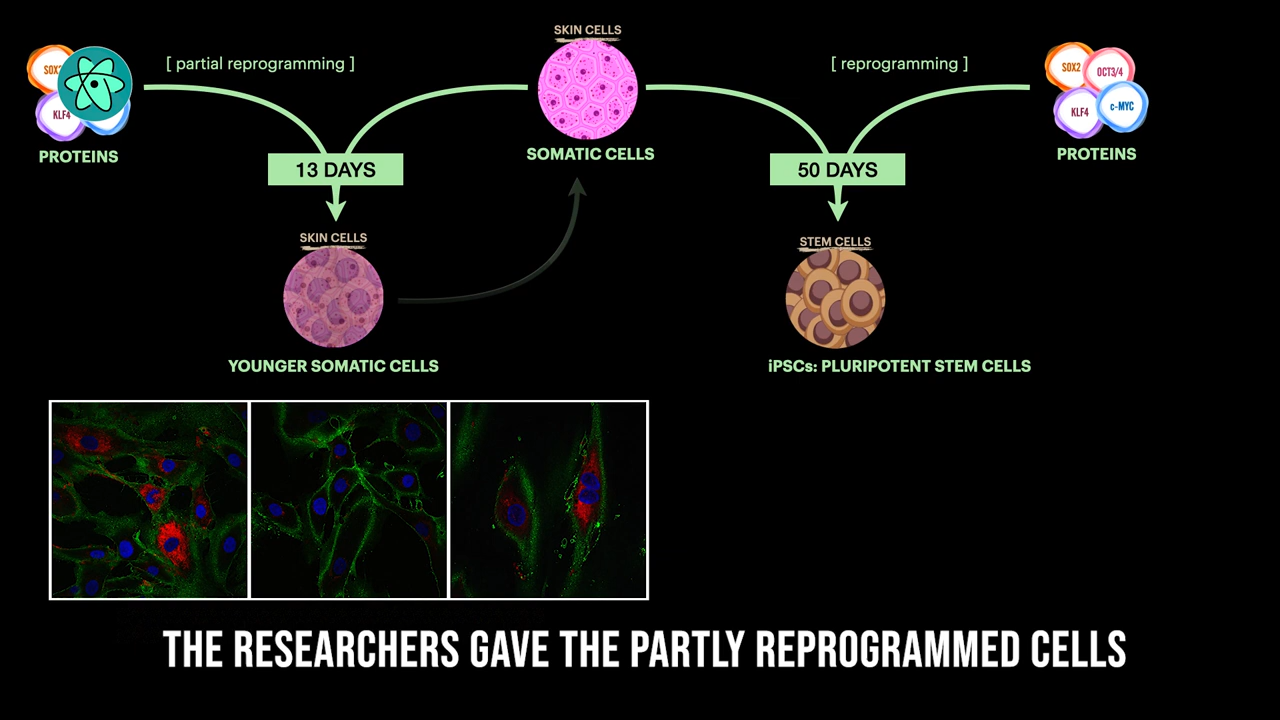 SKIN CELLS
[ partial reprogramming ]
[ reprogramming ]
SOX2
OCT3/4
KLF4
c-MYC
KLF4
PROTEINS
SOMATIC CELLS
PROTEINS
13 DAYS
50 DAYS
SKIN CELLS
STEM CELLS
YOUNGER SOMATIC CELLS
iPSCs: PLURIPOTENT STEM CELLS
THE RESEARCHERS GAVE THE PARTLY REPROGRAMMED CELLS